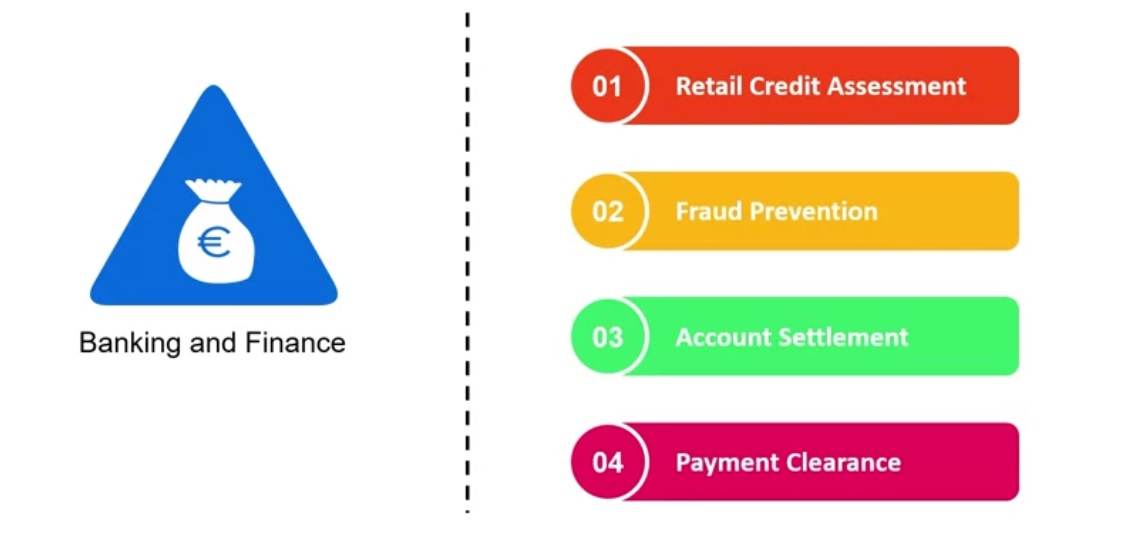 Banking and Finance
01 Retail Credit Assessment
02 Fraud Prevention
03 Account Settlement
04 Payment Clearance
€